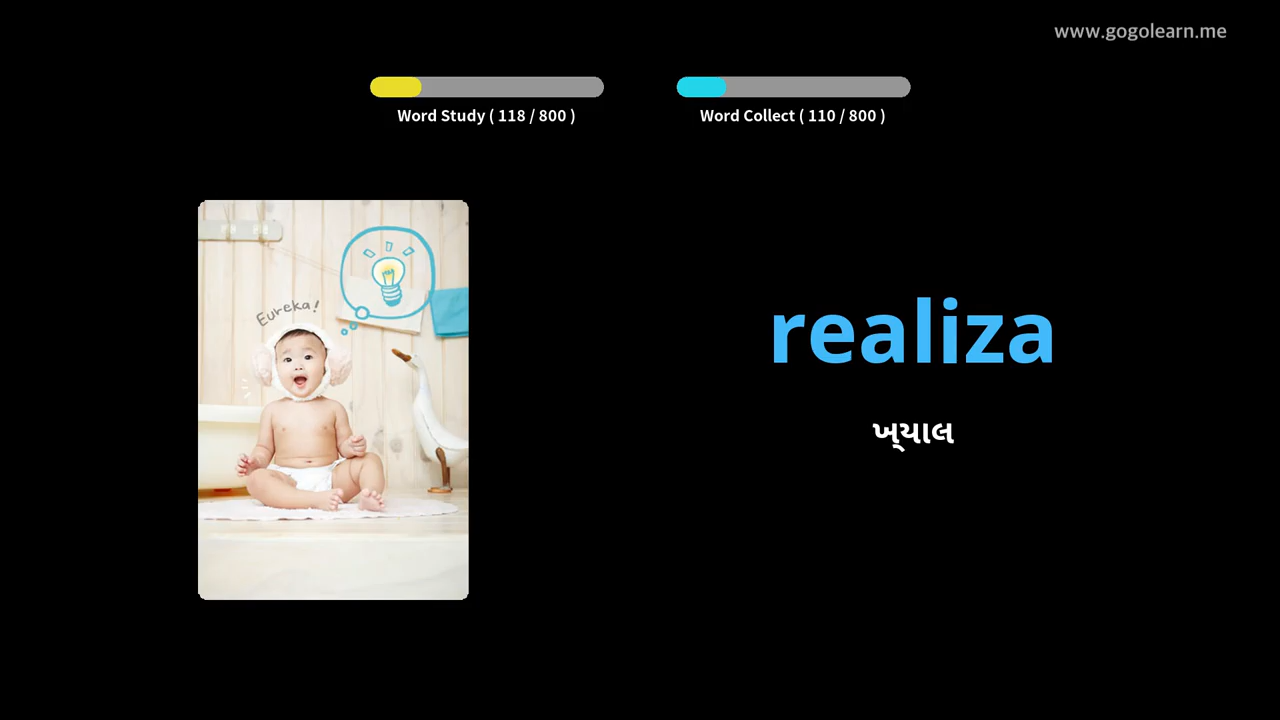 www.gogolearn.me
Word Study ( 118 / 800 )
Word Collect ( 110 / 800 )
Eureka!
realiza
ખ્યાલ